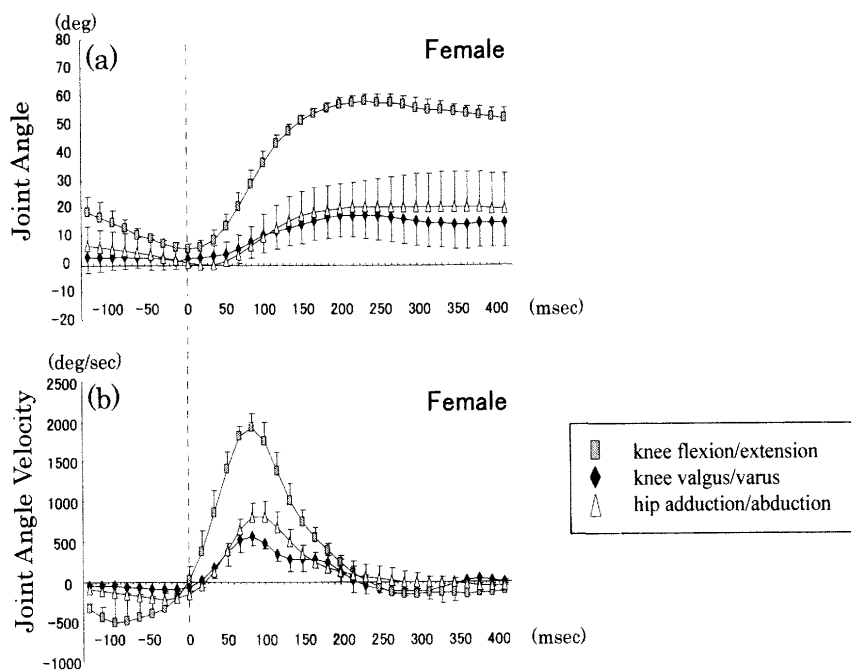 (deg)
80
(a)
Female
70
60
50
40
30
20
10
0
-10
-20
Joint Angle
-100 -50 0 50 100 150 200 250 300 350 400 (msec)
(deg/sec)
2500
(b)
Female
2000
1500
1000
500
0
-500
-1000
Joint Angle Velocity
-100 -50 0 50 100 150 200 250 300 350 400 (msec)
knee flexion/extension
knee valgus/varus
hip adduction/abduction